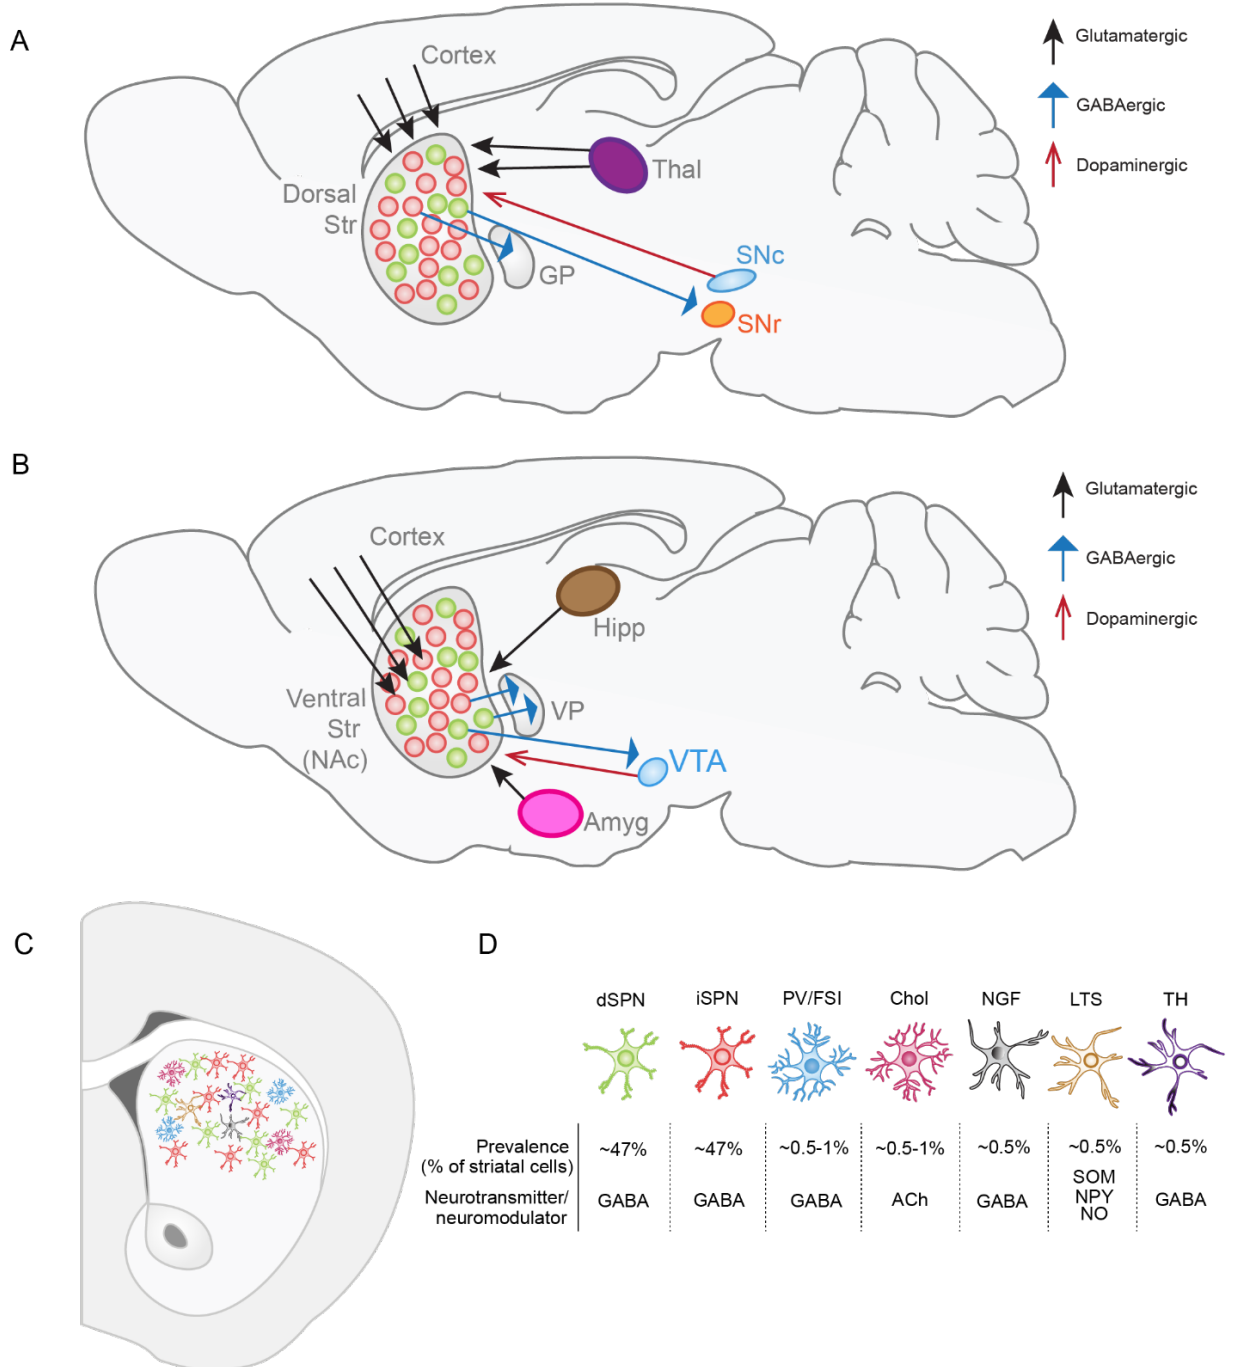 A
Cortex
Glutamatergic
GABAergic
Dopaminergic
Thal
Dorsal
Str
GP
SNc
SNr
B
Cortex
Glutamatergic
GABAergic
Dopaminergic
Hipp
Ventral
Str
(NAc)
VP
VTA
Amyg
C
D
dSPN iSPN PV/FSI Chol NGF LTS TH
Prevalence
(% of striatal cells)
~47% ~47% ~0.5-1% ~0.5-1% ~0.5% ~0.5% ~0.5%
Neurotransmitter/
neuromodulator
GABA GABA GABA ACh GABA
SOM
NPY
NO
GABA